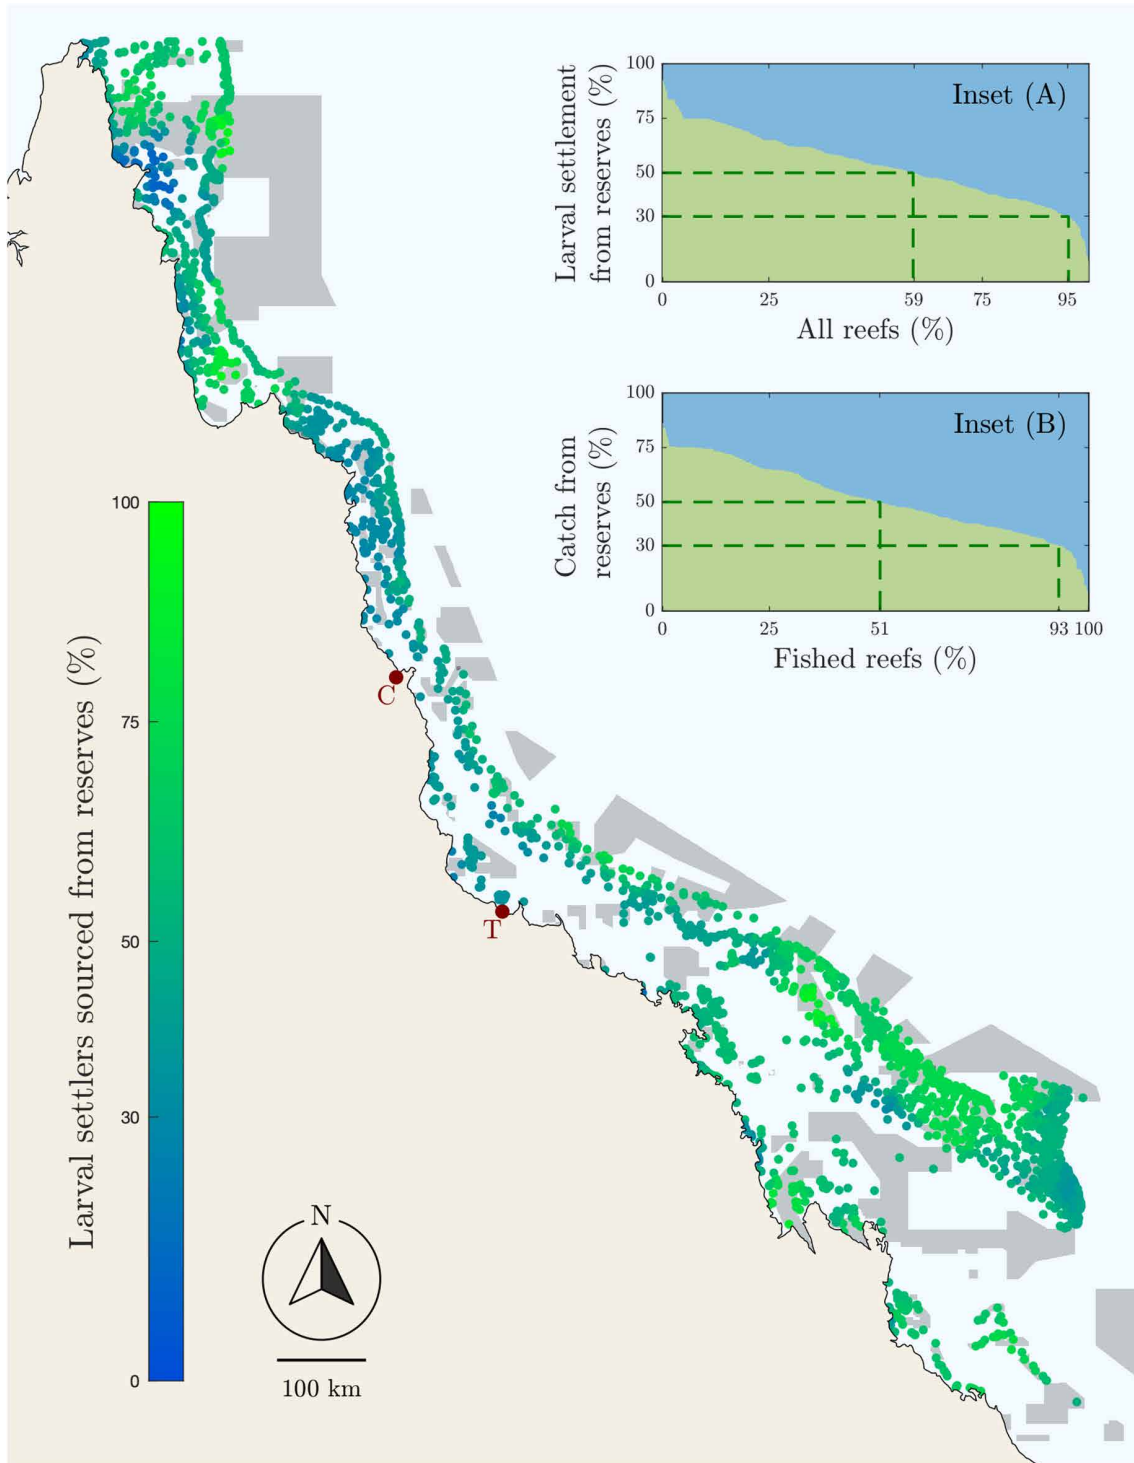 Larval settlement
from reserves (%)
100
75
50
30
0
Inset (A)
0 25 59 75 95
All reefs (%)
Catch from
reserves (%)
100
75
50
30
0
Inset (B)
0 25 51 93 100
Fished reefs (%)
Larval settlers sourced from reserves (%)
100
75
50
30
0
C
T
N
100 km